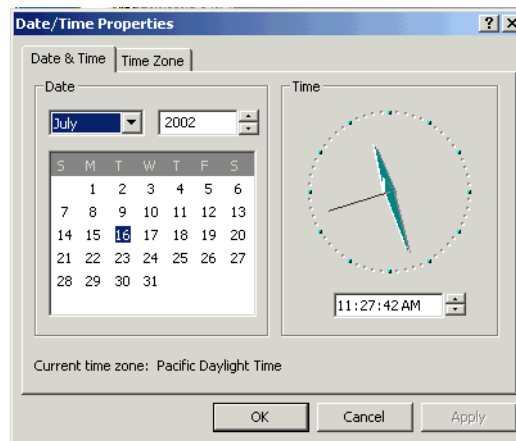 Date/Time Properties
Date & Time
Time Zone
Date
July
2002
S M T W T F S
1 2 3 4 5 6
7 8 9 10 11 12 13
14 15 16 17 18 19 20
21 22 23 24 25 26 27
28 29 30 31
Time
11:27:42 AM
Current time zone: Pacific Daylight Time
OK Cancel Apply